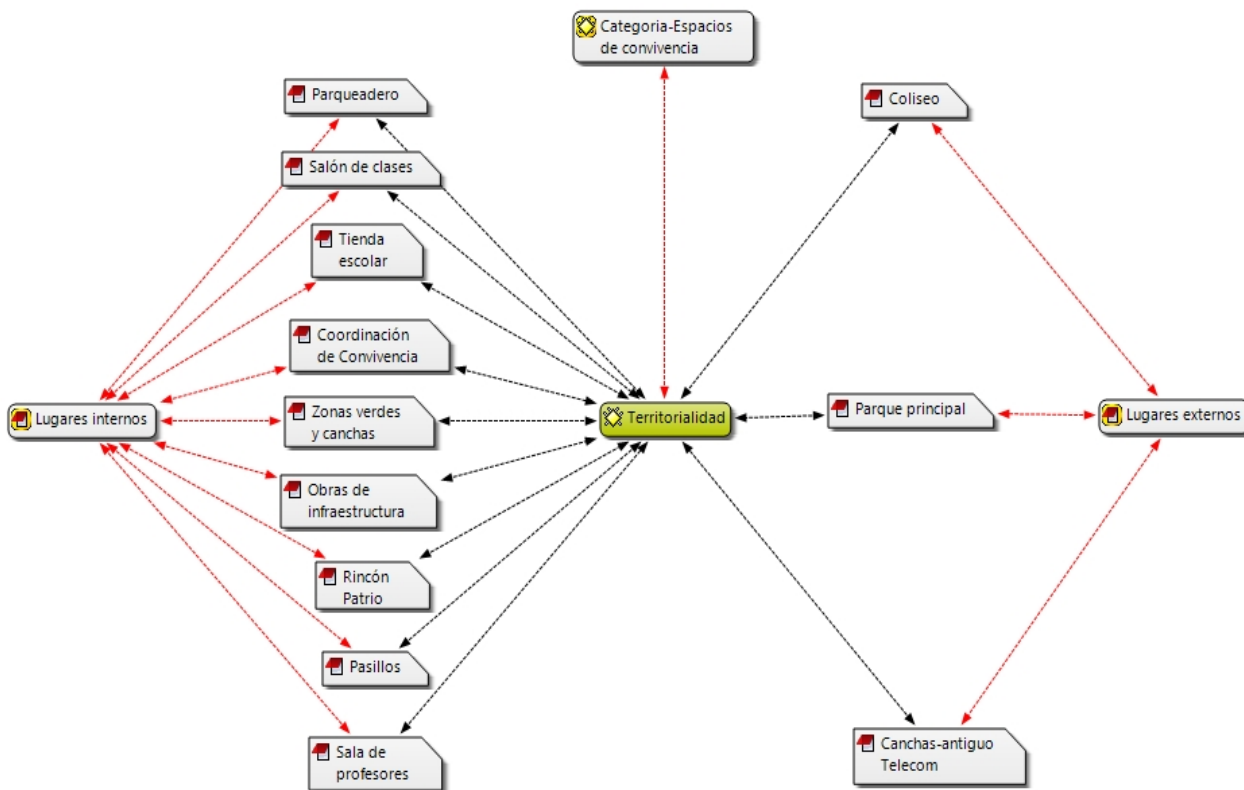 Categoria-Espacios
de convivencia
Parqueadero
Coliseo
Salón de clases
Tienda
escolar
Coordinación
de Convivencia
Lugares internos
Zonas verdes
y canchas
Territorialidad
Parque principal
Lugares externos
Obras de
infraestructura
Rincón
Patrio
Pasillos
Sala de
profesores
Canchas-antiguo
Telecom